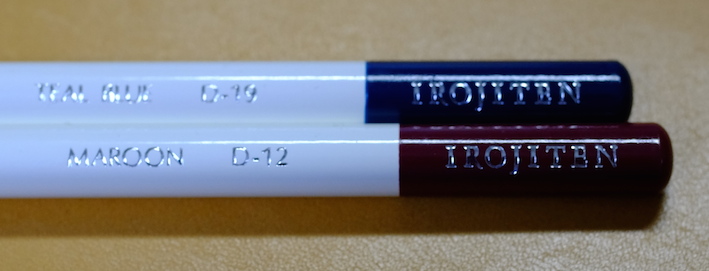 TEAL BLUE D-19 IROJITEN
MAROON D-12 IROJITEN